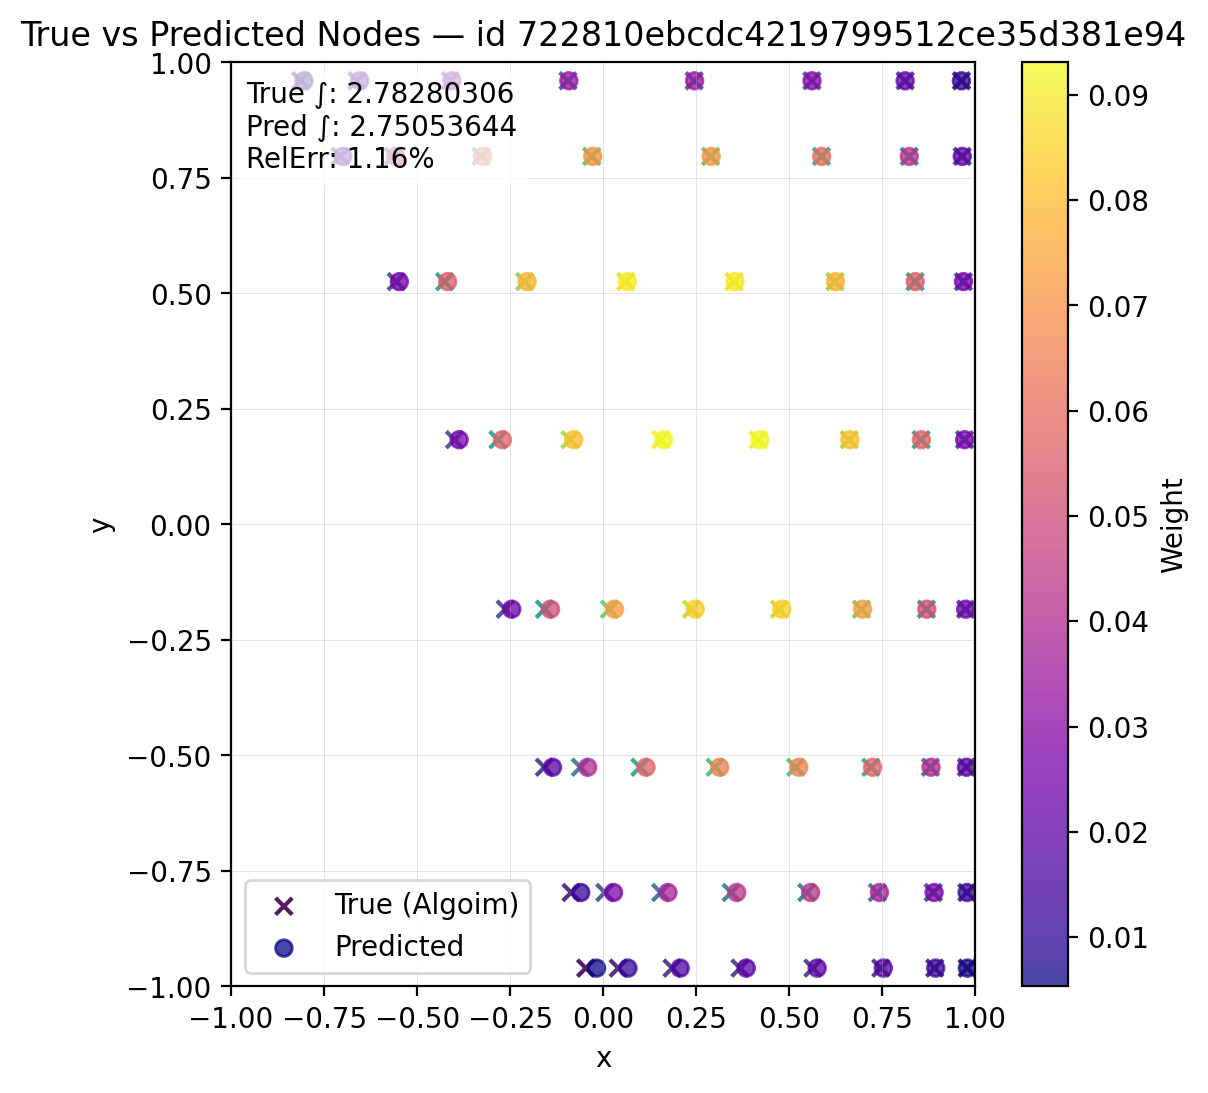 True vs Predicted Nodes — id 722810ebcdc4219799512ce35d381e94
True ∫: 2.78280306
Pred ∫: 2.75053644
RelErr: 1.16%
1.00
0.75
0.50
0.25
0.00
−0.25
−0.50
−0.75
−1.00
y
True (Algoim)
Predicted
−1.00 −0.75 −0.50 −0.25 0.00 0.25 0.50 0.75 1.00
x
0.09
0.08
0.07
0.06
0.05
0.04
0.03
0.02
0.01
Weight